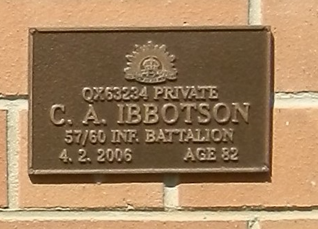 QX63234 PRIVATE
C. A. IBBOTSON
57/60 INF. BATTALION
4. 2. 2006 AGE 82